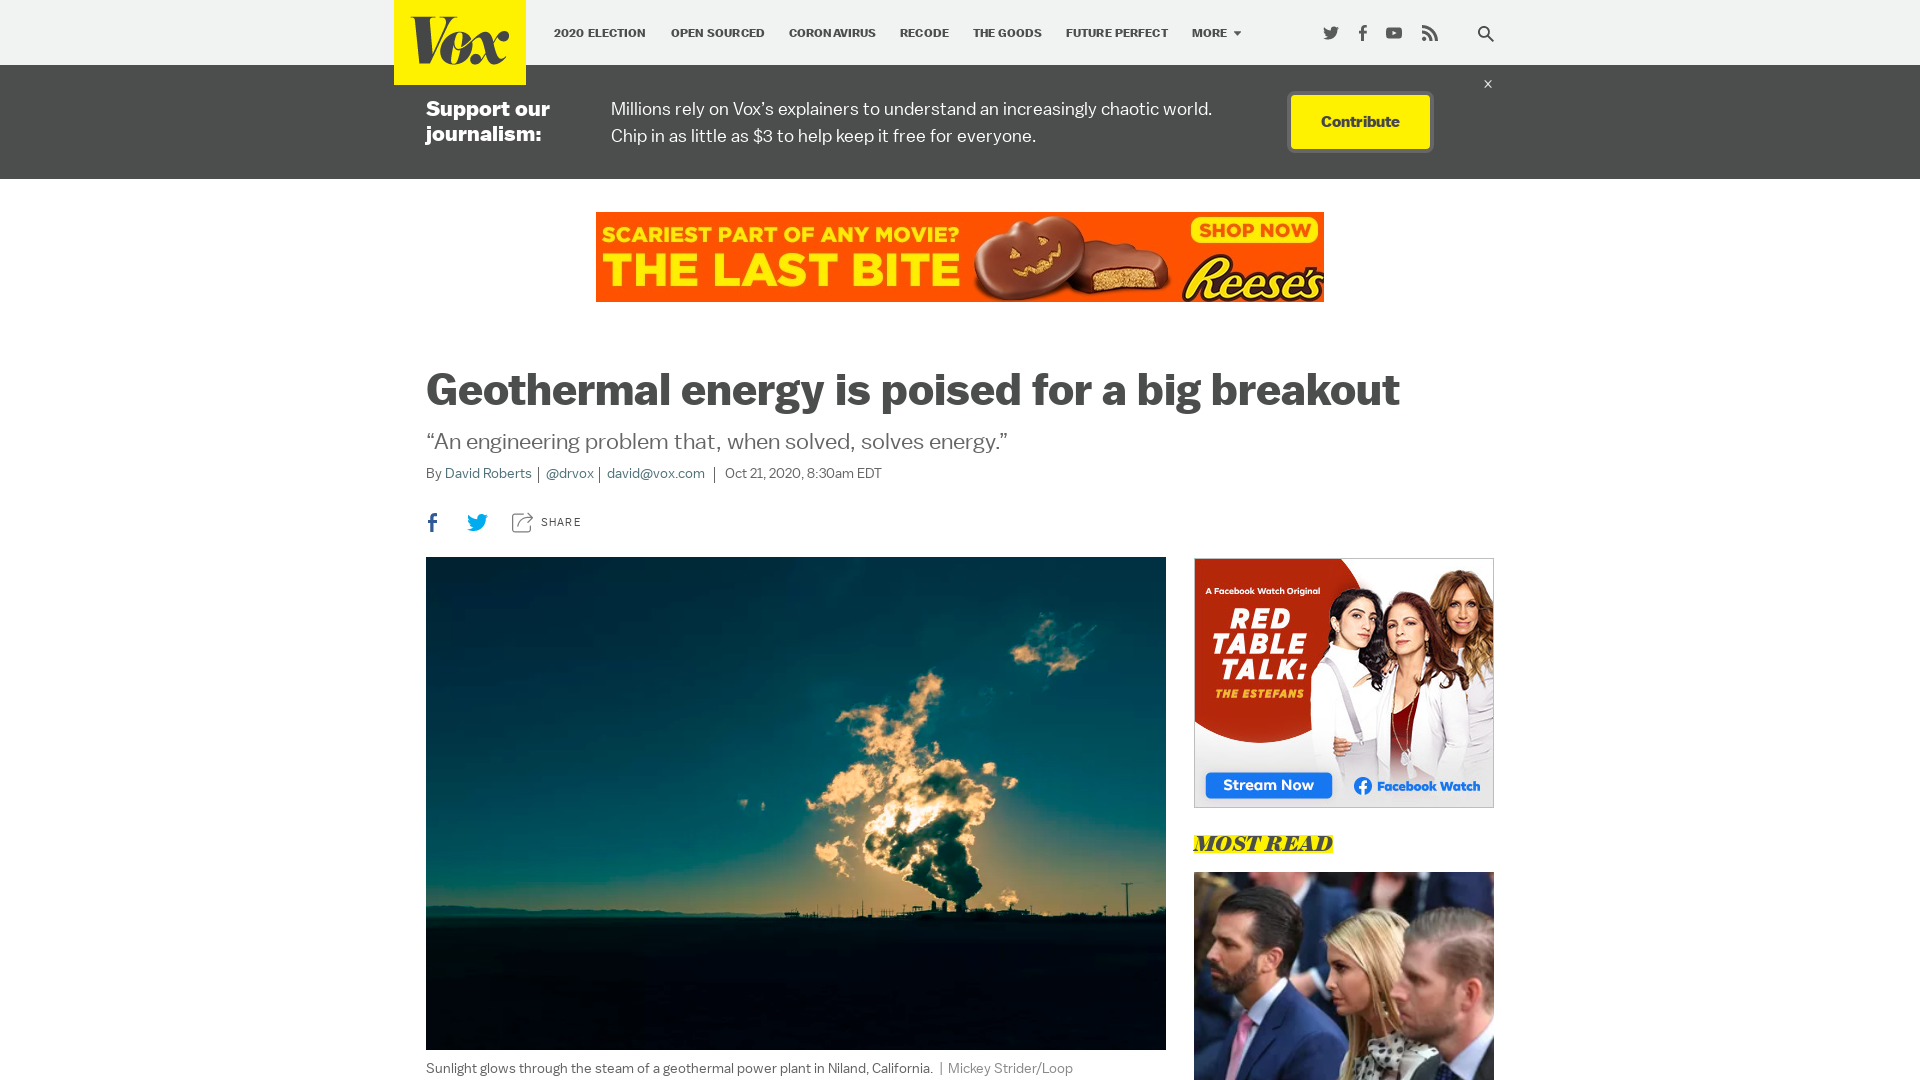 Vox
2020 ELECTION
OPEN SOURCED
CORONAVIRUS
RECODE
THE GOODS
FUTURE PERFECT
MORE
x
Support our
journalism:
Millions rely on Vox’s explainers to understand an increasingly chaotic world.
Chip in as little as $3 to help keep it free for everyone.
Contribute
SCARIEST PART OF ANY MOVIE?
THE LAST BITE
SHOP NOW
Reese's
Geothermal energy is poised for a big breakout
“An engineering problem that, when solved, solves energy.”
By David Roberts | @drvox | david@vox.com | Oct 21, 2020, 8:30am EDT
SHARE
A Facebook Watch Original
RED
TABLE
TALK:
THE ESTEFANS
Stream Now
Facebook Watch
MOST READ
Sunlight glows through the steam of a geothermal power plant in Niland, California. | Mickey Strider/Loop